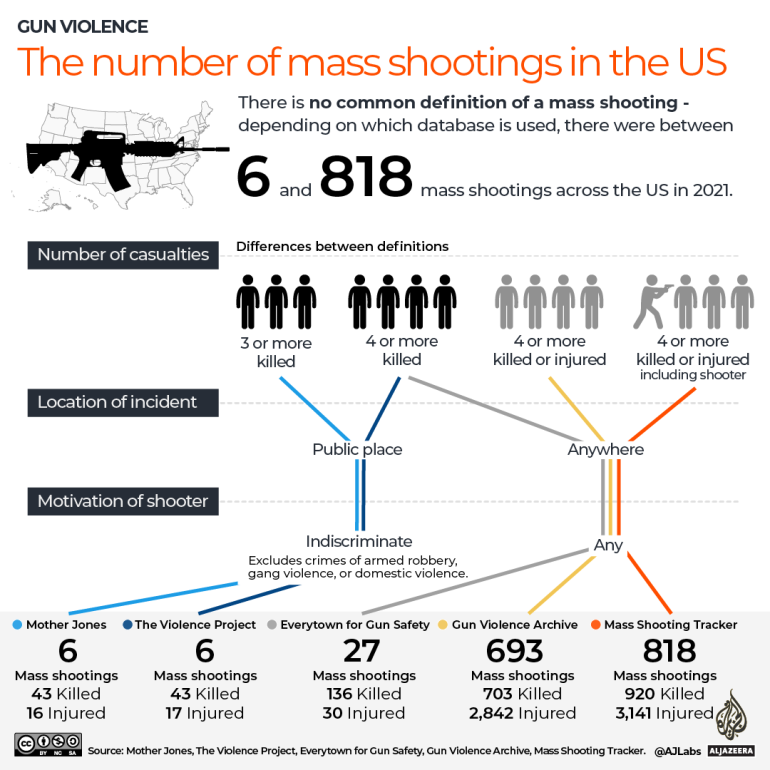 GUN VIOLENCE
The number of mass shootings in the US
There is no common definition of a mass shooting -
depending on which database is used, there were between
6 and 818 mass shootings across the US in 2021.
Number of casualties
Differences between definitions
3 or more
killed
4 or more
killed
4 or more
killed or injured
4 or more
killed or injured
including shooter
Location of incident
Public place
Anywhere
Motivation of shooter
Indiscriminate
Excludes crimes of armed robbery,
gang violence, or domestic violence.
Any
Mother Jones
6
Mass shootings
43 Killed
16 Injured
The Violence Project
6
Mass shootings
43 Killed
17 Injured
Everytown for Gun Safety
27
Mass shootings
136 Killed
30 Injured
Gun Violence Archive
693
Mass shootings
703 Killed
2,842 Injured
Mass Shooting Tracker
818
Mass shootings
920 Killed
3,141 Injured
cc BY NC SA
Source: Mother Jones, The Violence Project, Everytown for Gun Safety, Gun Violence Archive, Mass Shooting Tracker. @AJLabs
ALJAZEERA